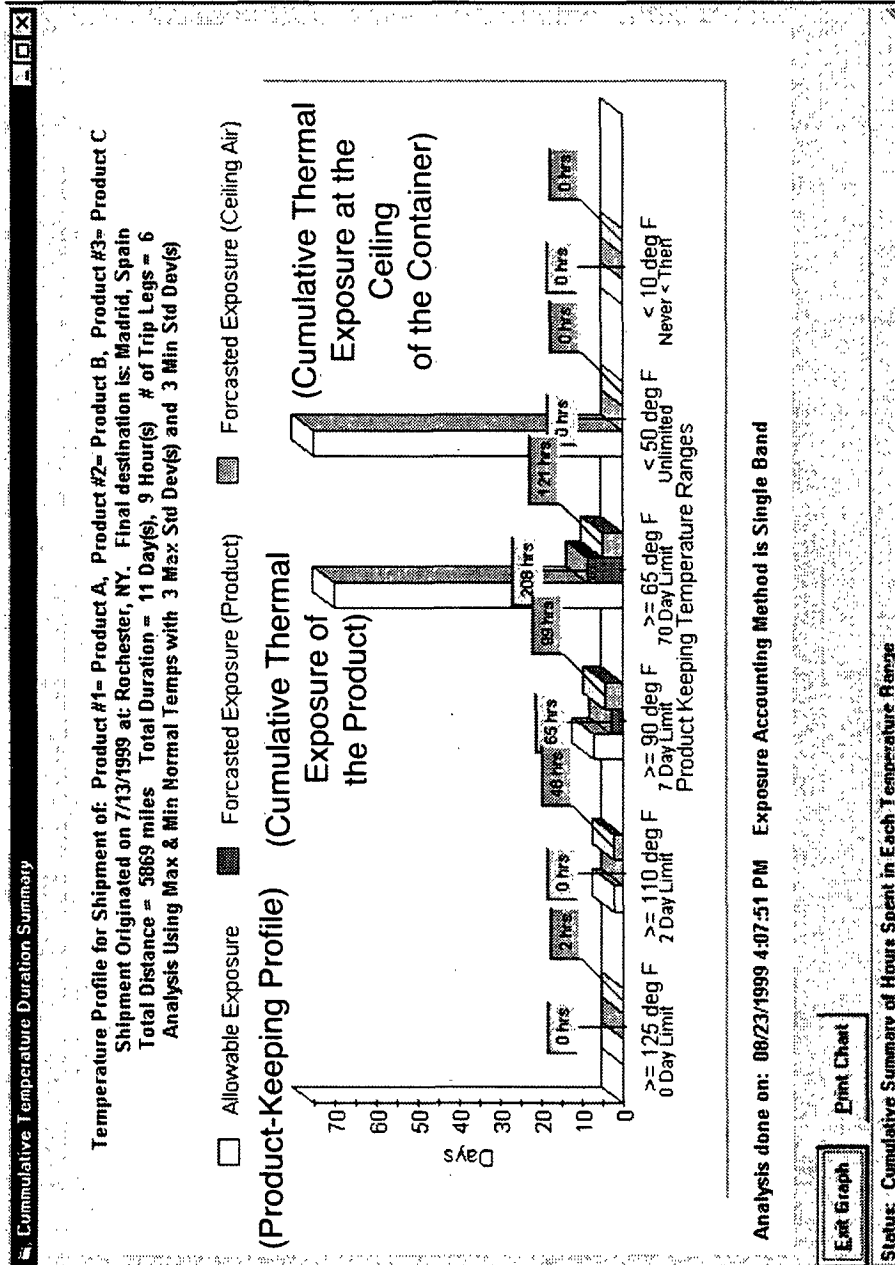 Cummulative Temperature Duration Summary
Temperature Profile for Shipment of: Product #1= Product A, Product #2= Product B, Product #3= Product C
Shipment Originated on 7/13/1999 at: Rochester, NY. Final destination is: Madrid, Spain
Total Distance = 5869 miles Total Duration = 11 Day(s), 9 Hour(s) # of Trip Legs = 6
Analysis Using Max & Min Normal Temps with 3 Max Std Dev(s) and 3 Min Std Dev(s)
Allowable Exposure
Forcasted Exposure (Product)
Forcasted Exposure (Ceiling Air)
(Product-Keeping Profile)
(Cumulative Thermal
Exposure of
the Product)
(Cumulative Thermal
Exposure at the
Ceiling
of the Container)
Days
70
60
50
40
30
20
10
0
0 hrs
2 hrs
0 hrs
48 hrs
65 hrs
99 hrs
208 hrs
121 hrs
0 hrs
0 hrs
0 hrs
0 hrs
>= 125 deg F
0 Day Limit
>= 110 deg F
2 Day Limit
>= 90 deg F
7 Day Limit
>= 65 deg F
70 Day Limit
< 50 deg F
Unlimited
< 10 deg F
Never < Then
Product Keeping Temperature Ranges
Analysis done on: 08/23/1999 4:07:51 PM Exposure Accounting Method is Single Band
Exit Graph
Print Chart
Status: Cumulative Summary of Hours Spent in Each Temperature Range